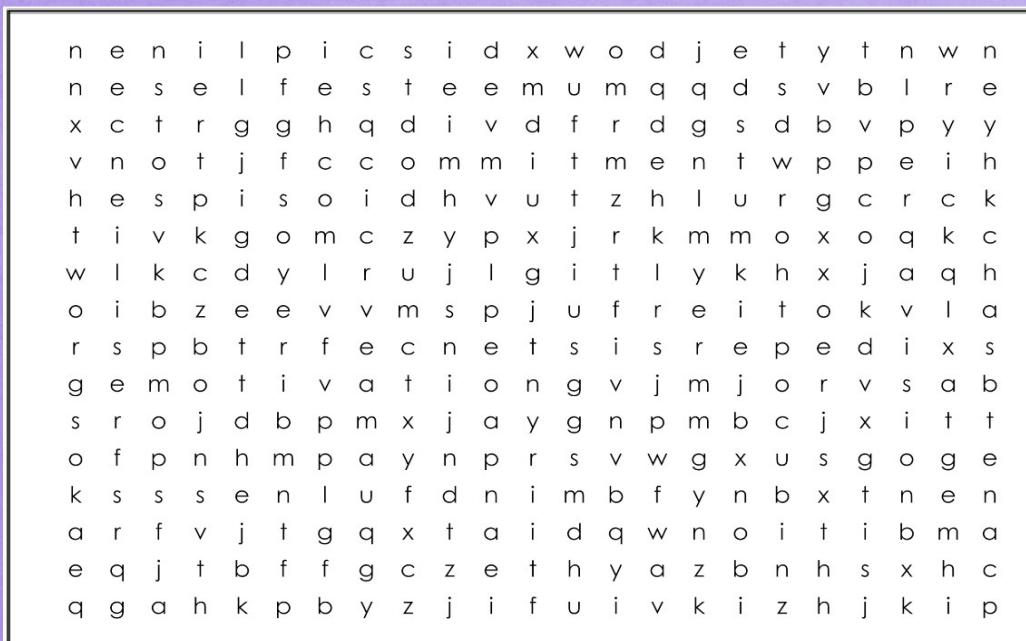 n e n i l p i c s i d x w o d j e t y t n w n
n e s e l f e s t e e m u m q q d s v b l r e
x c t r g g h q d i v d f r d g s d b v p y y
v n o t j f c c o m m i t m e n t w p p e i h
h e s p i s o i d h v u t z h l u r g c r c k
t i v k g o m c z y p x j r k m m o x o q k c
w l k c d y l r u j l g i t l y k h x j a q h
o i b z e e v v m s p j u f r e i t o k v l a
r s p b t r f e c n e t s i s r e p e d i x s
g e m o t i v a t i o n g v j m j o r v s a b
s r o j d b p m x j a y g n p m b c j x i t t
o f p n h m p a y n p r s v w g x u s g o g e
k s s s e n l u f d n i m b f y n b x t n e n
a r f v j t g q x t a i d q w n o i t i b m a
e q j t b f f g c z e t h y a z b n h s x h c
q g a h k p b y z j i f u i v k i z h j k i p